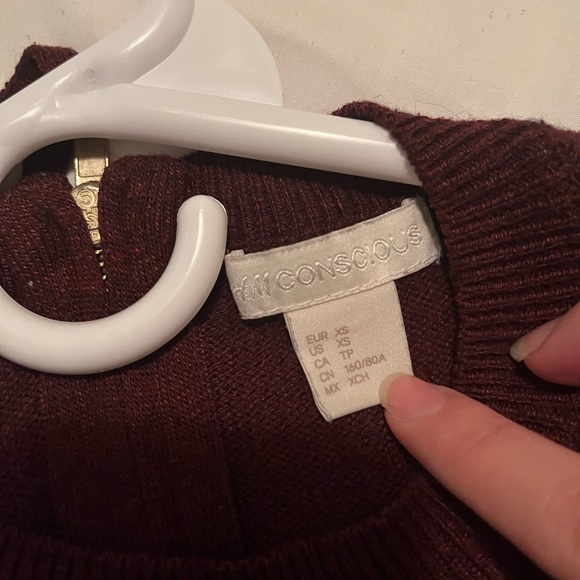 H&M CONSCIOUS
EUR XS
US XS
CA TP
CN 160/80A
MX XCH